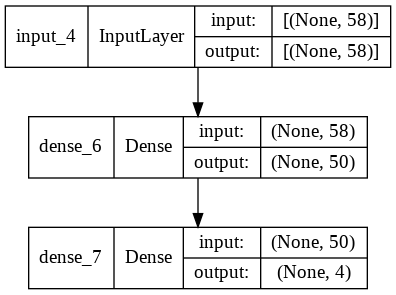 input_4 InputLayer input: [(None, 58)]
output: [(None, 58)]
dense_6 Dense input: (None, 58)
output: (None, 50)
dense_7 Dense input: (None, 50)
output: (None, 4)